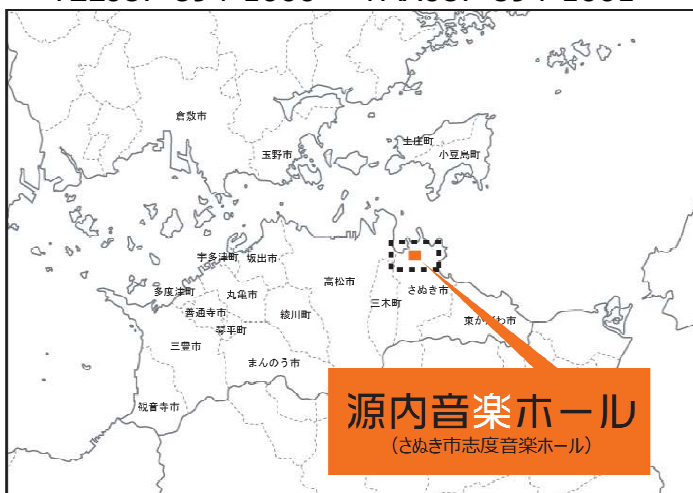 倉敷市
玉野市
土庄町
小豆島町
宇多津町
坂出市
高松市
多度津町
丸亀市
さぬき市
善通寺市
綾川町
三木町
東かがわ市
琴平町
三豊市
まんのう市
観音寺市
源内音楽ホール
(さぬき市志度音楽ホール)